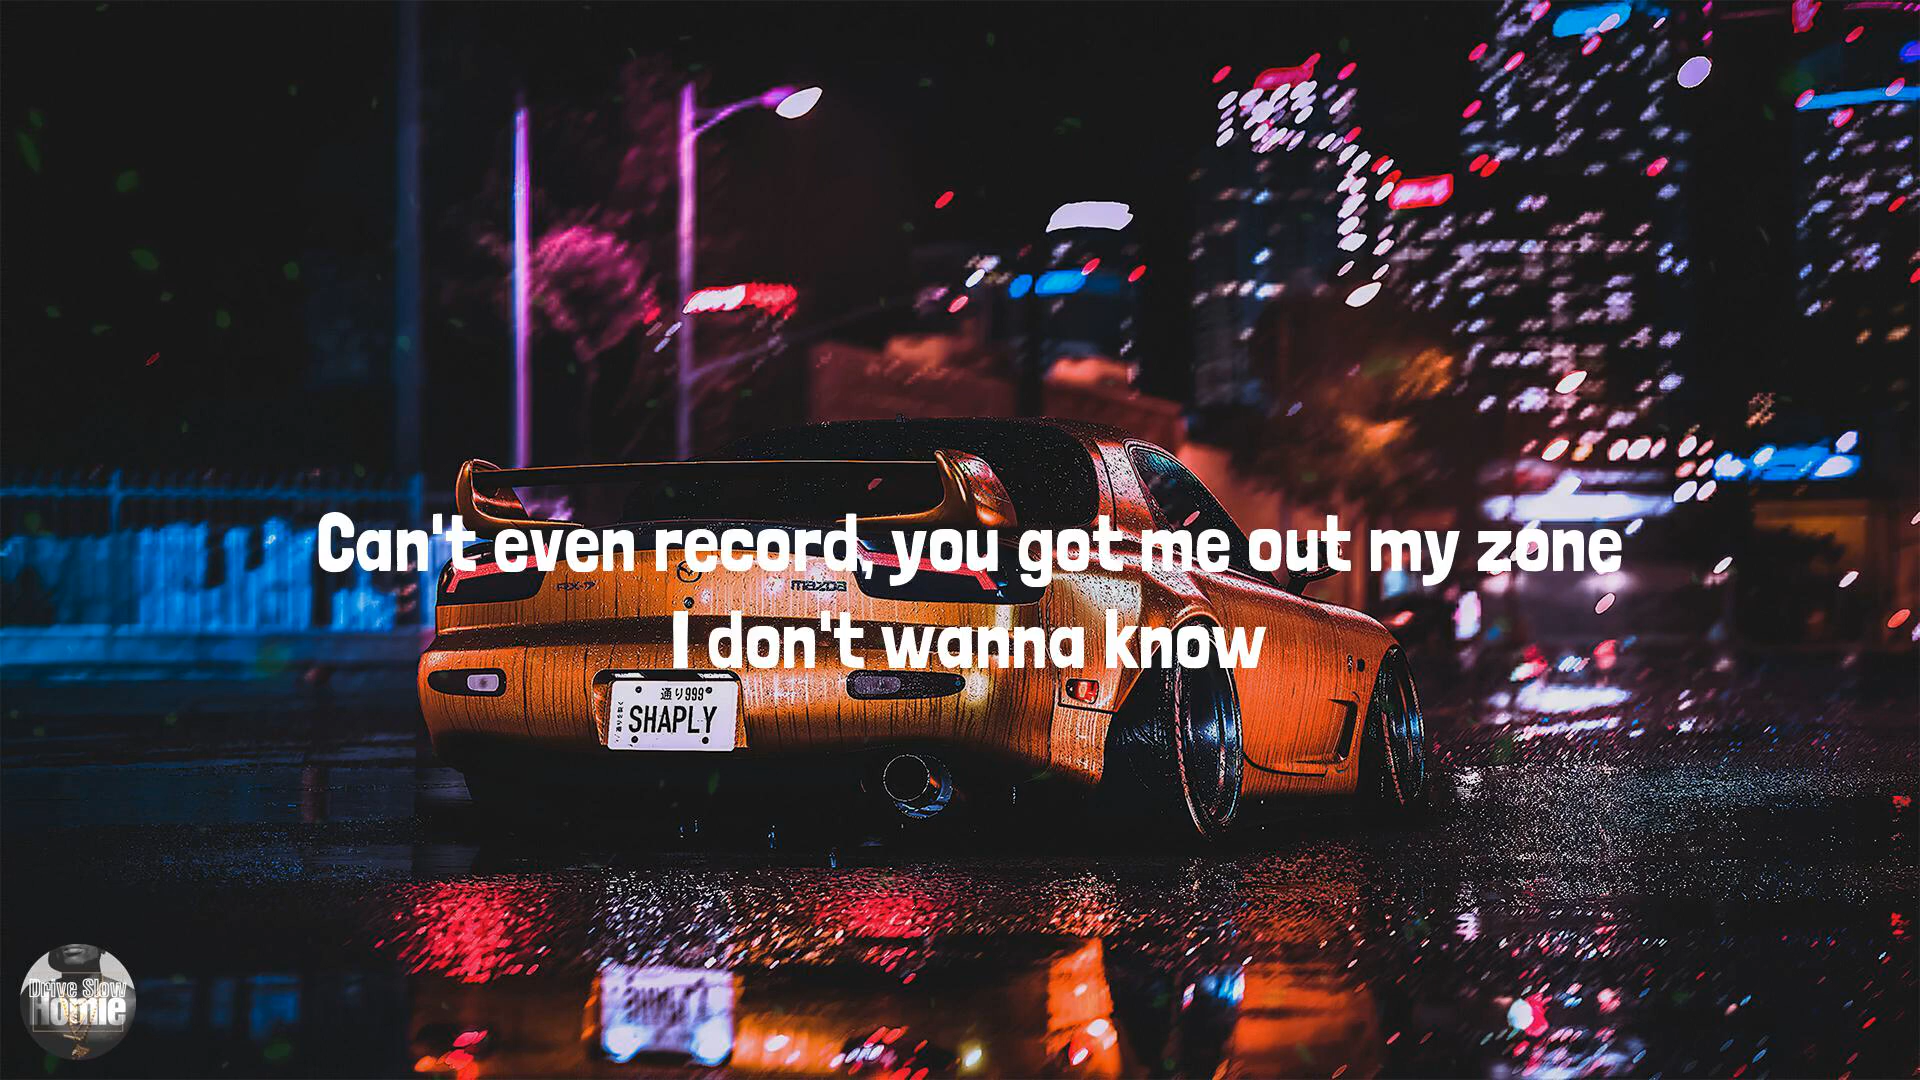 Can't even record, you got me out my zone
I don't wanna know
RX-7
mazda
通り999
SHAPLY
Drive Slow
Homie